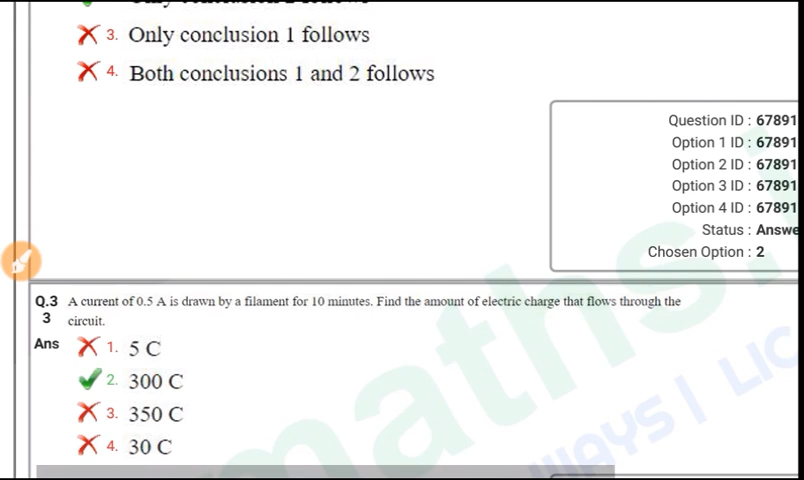 3. Only conclusion 1 follows
4. Both conclusions 1 and 2 follows
Question ID : 67891
Option 1 ID : 67891
Option 2 ID : 67891
Option 3 ID : 67891
Option 4 ID : 67891
Status : Answe
Chosen Option : 2
Q.3 A current of 0.5 A is drawn by a filament for 10 minutes. Find the amount of electric charge that flows through the
3 circuit.
Ans 1. 5 C
2. 300 C
3. 350 C
4. 30 C
maths.
WAYS | LIC